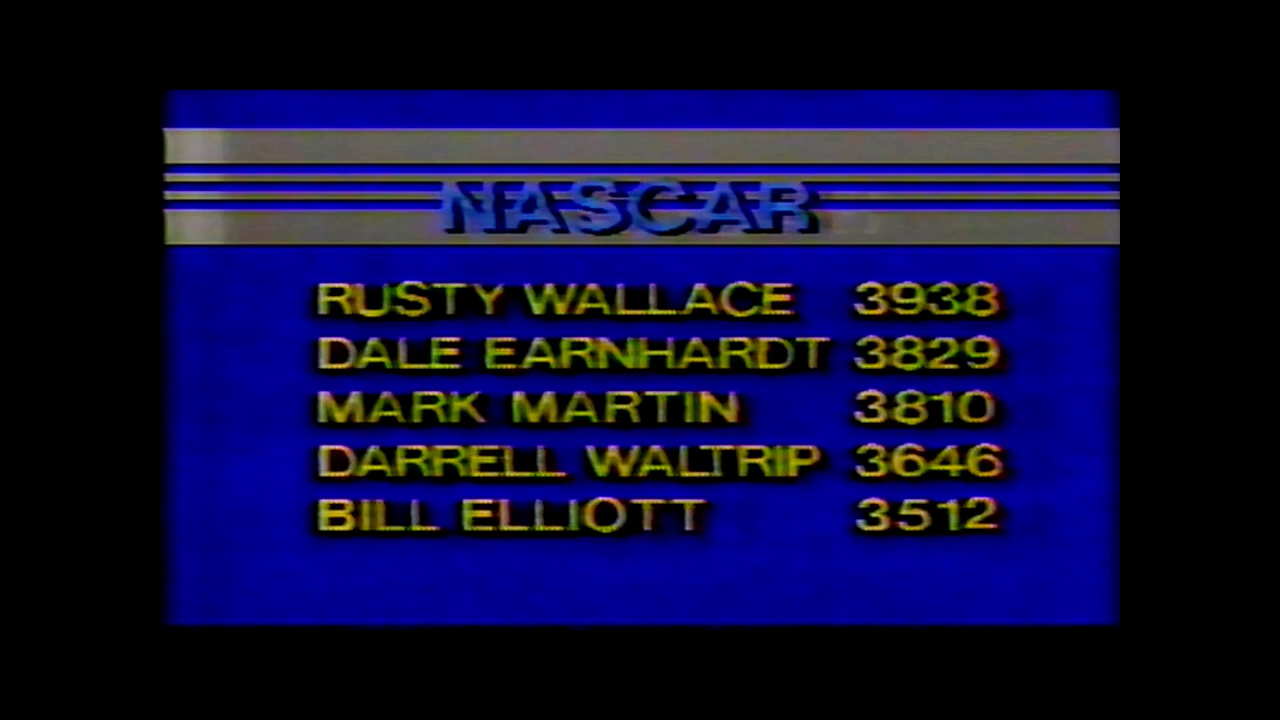 NASCAR
RUSTY WALLACE 3938
DALE EARNHARDT 3829
MARK MARTIN 3810
DARRELL WALTRIP 3646
BILL ELLIOTT 3512